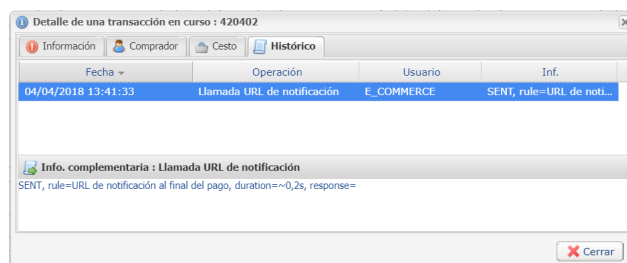 Detalle de una transacción en curso : 420402
Información Comprador Cesto Histórico
Fecha Operación Usuario Inf.
04/04/2018 13:41:33 Llamada URL de notificación E_COMMERCE SENT, rule=URL de noti...
Info. complementaria : Llamada URL de notificación
SENT, rule=URL de notificación al final del pago, duration=~0,2s, response=
Cerrar